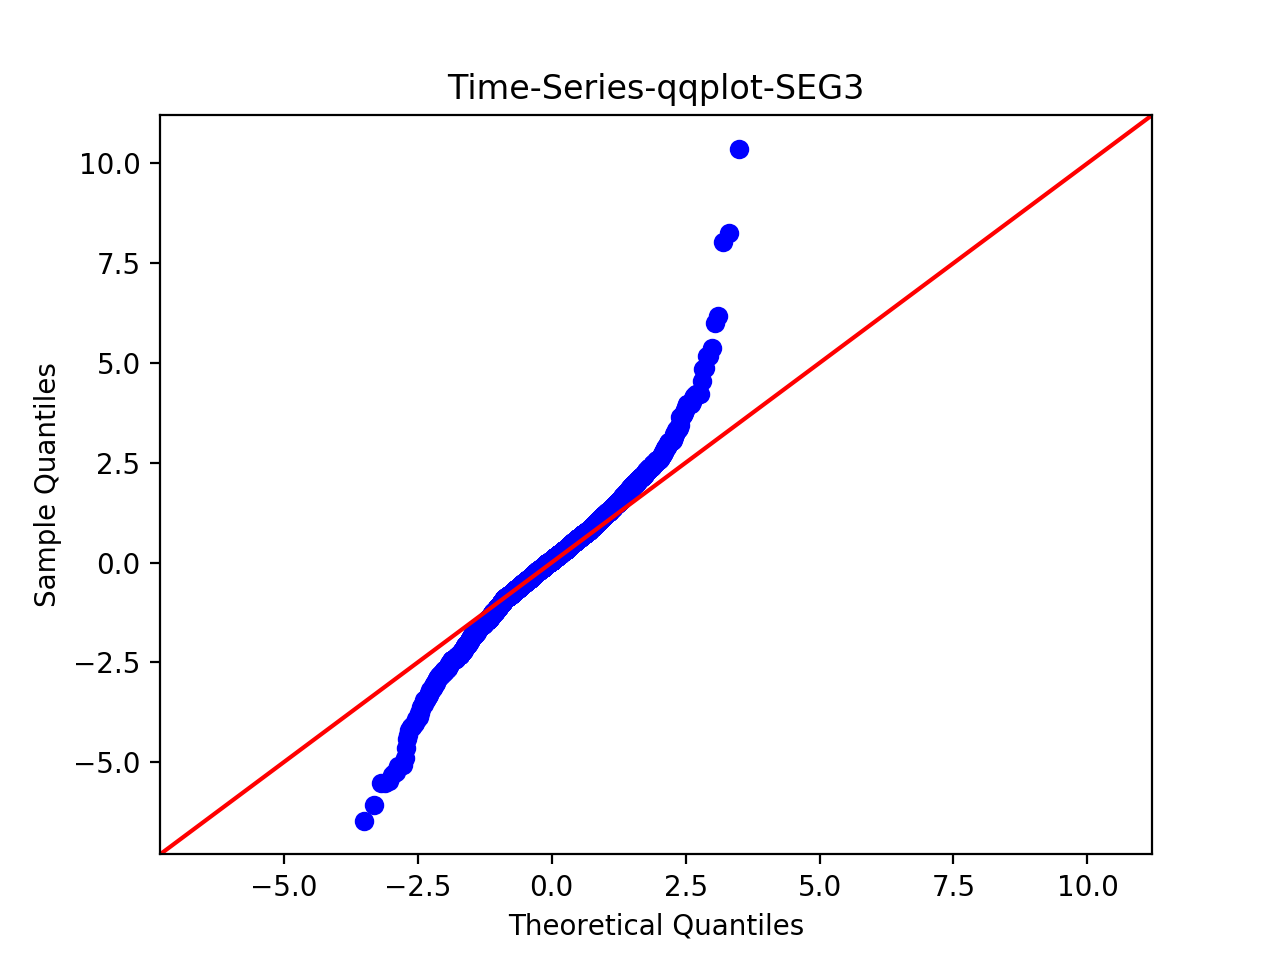 Time-Series-qqplot-SEG3
10.0
7.5
5.0
2.5
0.0
−2.5
−5.0
Sample Quantiles
−5.0 −2.5 0.0 2.5 5.0 7.5 10.0
Theoretical Quantiles